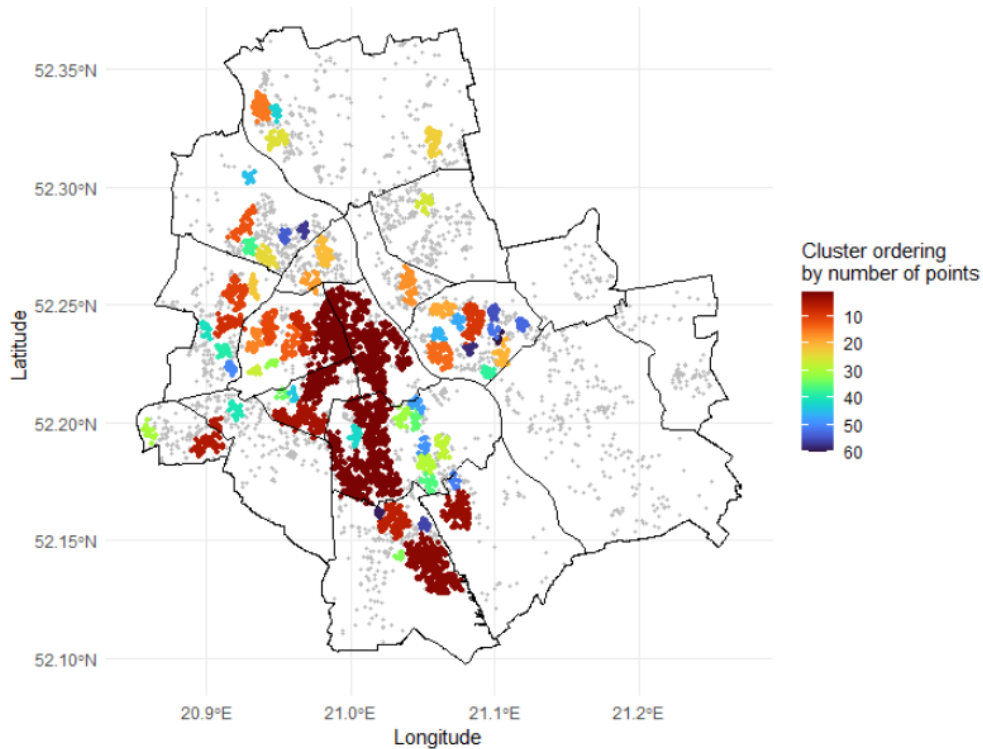 52.35°N
52.30°N
52.25°N
52.20°N
52.15°N
52.10°N
Latitude
20.9°E 21.0°E 21.1°E 21.2°E
Longitude
Cluster ordering
by number of points
10
20
30
40
50
60